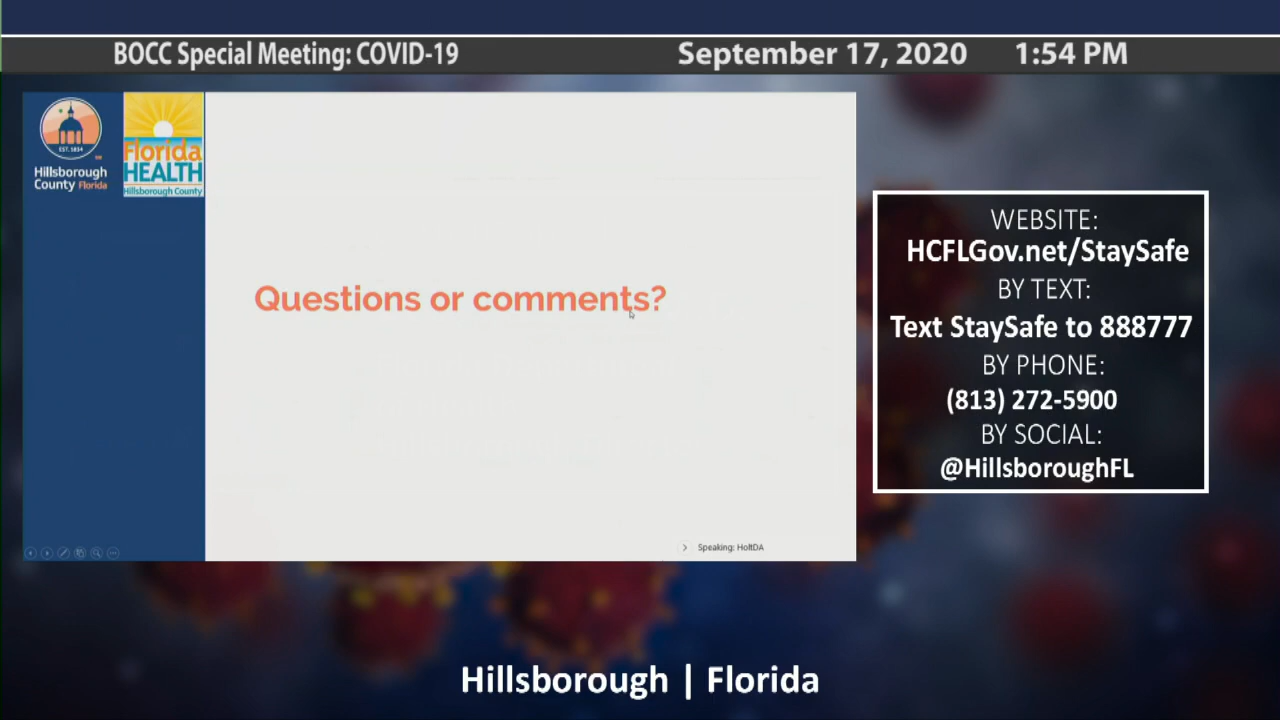 BOCC Special Meeting: COVID-19
September 17, 2020
1:54 PM
EST. 1834
Hillsborough
County Florida
Florida
HEALTH
Hillsborough County
Questions or comments?
Speaking: HoltDA
WEBSITE:
HCFLGov.net/StaySafe
BY TEXT:
Text StaySafe to 888777
BY PHONE:
(813) 272-5900
BY SOCIAL:
@HillsboroughFL
Hillsborough | Florida